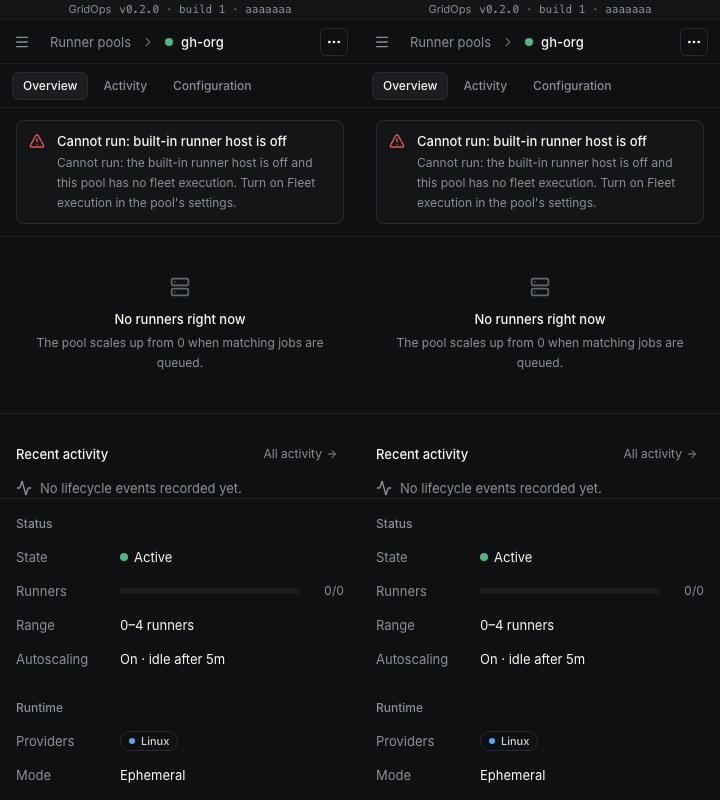 GridOps v0.2.0 · build 1 · aaaaaaa
Runner pools
gh-org
Overview Activity Configuration
Cannot run: built-in runner host is off
Cannot run: the built-in runner host is off and
this pool has no fleet execution. Turn on Fleet
execution in the pool's settings.
No runners right now
The pool scales up from 0 when matching jobs are
queued.
Recent activity All activity →
No lifecycle events recorded yet.
Status
State Active
Runners 0/0
Range 0–4 runners
Autoscaling On · idle after 5m
Runtime
Providers Linux
Mode Ephemeral
GridOps v0.2.0 · build 1 · aaaaaaa
Runner pools
gh-org
Overview Activity Configuration
Cannot run: built-in runner host is off
Cannot run: the built-in runner host is off and
this pool has no fleet execution. Turn on Fleet
execution in the pool's settings.
No runners right now
The pool scales up from 0 when matching jobs are
queued.
Recent activity All activity →
No lifecycle events recorded yet.
Status
State Active
Runners 0/0
Range 0–4 runners
Autoscaling On · idle after 5m
Runtime
Providers Linux
Mode Ephemeral